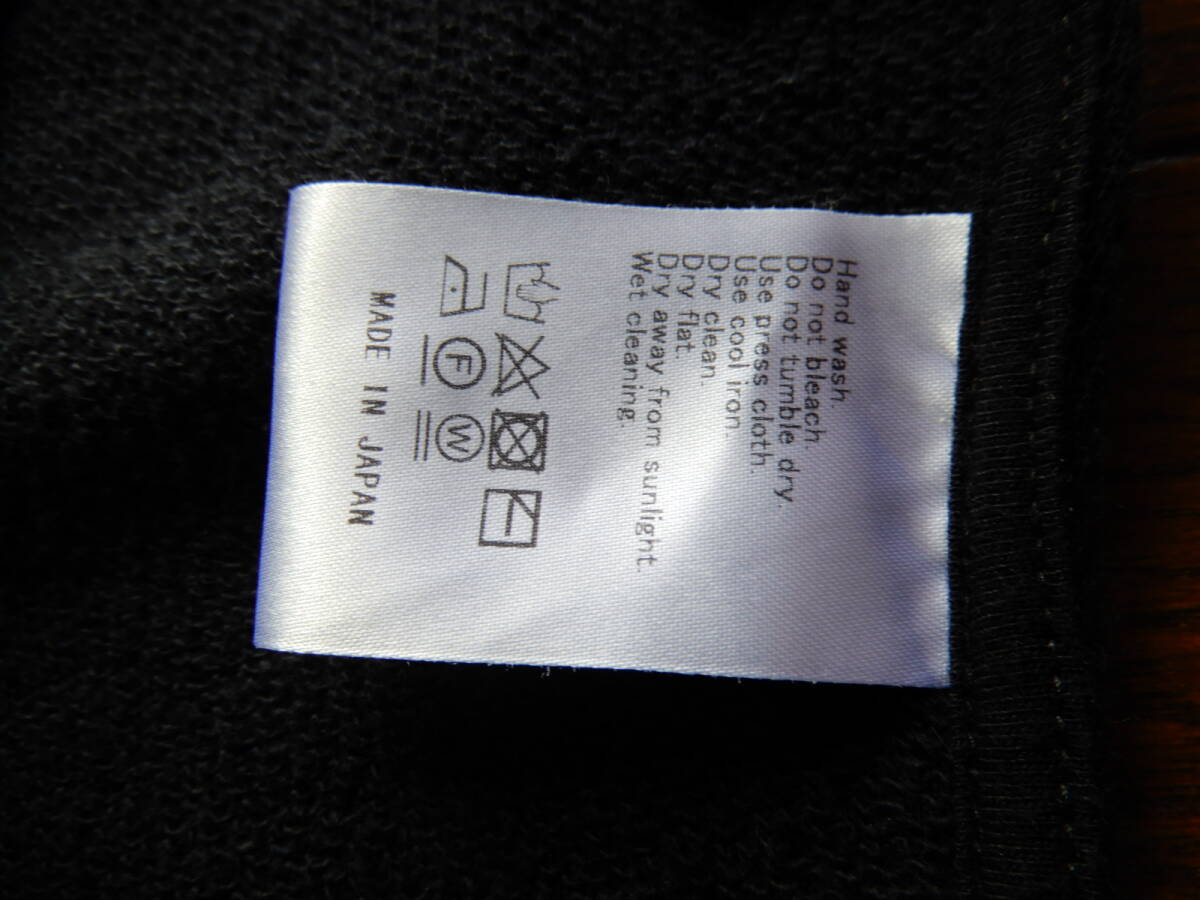 Hand wash.
Do not bleach.
Do not tumble dry.
Use press cloth.
Use cool iron.
Dry clean.
Dry flat.
Dry away from sunlight.
Wet cleaning.
F W
MADE IN JAPAN